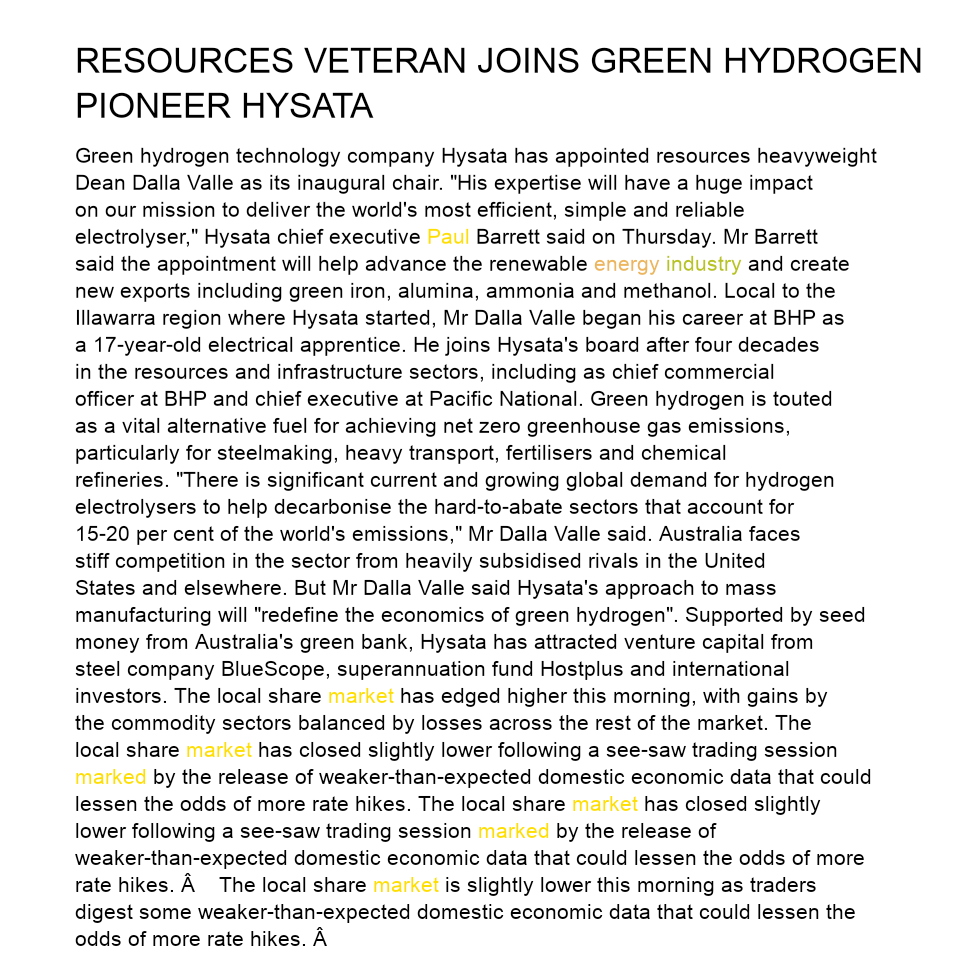 RESOURCES VETERAN JOINS GREEN HYDROGEN
PIONEER HYSATA
Green hydrogen technology company Hysata has appointed resources heavyweight
Dean Dalla Valle as its inaugural chair. "His expertise will have a huge impact
on our mission to deliver the world's most efficient, simple and reliable
electrolyser," Hysata chief executive Paul Barrett said on Thursday. Mr Barrett
said the appointment will help advance the renewable energy industry and create
new exports including green iron, alumina, ammonia and methanol. Local to the
Illawarra region where Hysata started, Mr Dalla Valle began his career at BHP as
a 17-year-old electrical apprentice. He joins Hysata's board after four decades
in the resources and infrastructure sectors, including as chief commercial
officer at BHP and chief executive at Pacific National. Green hydrogen is touted
as a vital alternative fuel for achieving net zero greenhouse gas emissions,
particularly for steelmaking, heavy transport, fertilisers and chemical
refineries. "There is significant current and growing global demand for hydrogen
electrolysers to help decarbonise the hard-to-abate sectors that account for
15-20 per cent of the world's emissions," Mr Dalla Valle said. Australia faces
stiff competition in the sector from heavily subsidised rivals in the United
States and elsewhere. But Mr Dalla Valle said Hysata's approach to mass
manufacturing will "redefine the economics of green hydrogen". Supported by seed
money from Australia's green bank, Hysata has attracted venture capital from
steel company BlueScope, superannuation fund Hostplus and international
investors. The local share market has edged higher this morning, with gains by
the commodity sectors balanced by losses across the rest of the market. The
local share market has closed slightly lower following a see-saw trading session
marked by the release of weaker-than-expected domestic economic data that could
lessen the odds of more rate hikes. The local share market has closed slightly
lower following a see-saw trading session marked by the release of
weaker-than-expected domestic economic data that could lessen the odds of more
rate hikes. Â    The local share market is slightly lower this morning as traders
digest some weaker-than-expected domestic economic data that could lessen the
odds of more rate hikes. Â